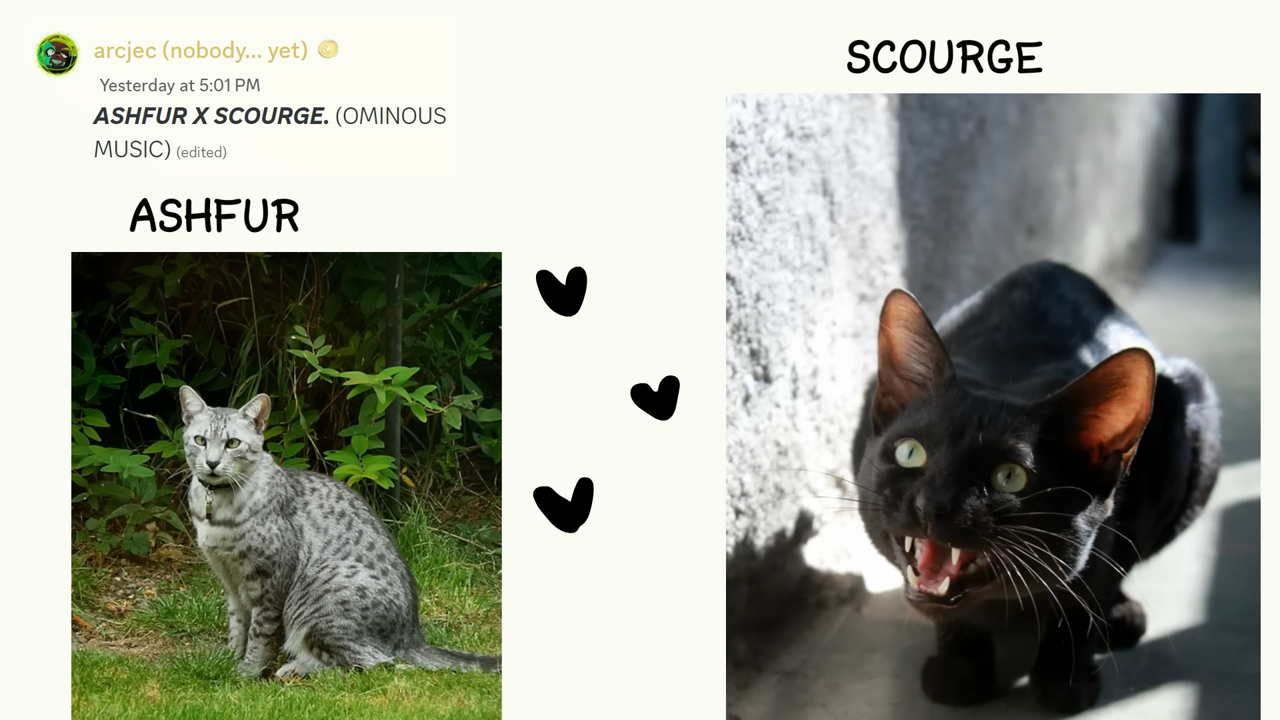 arcjec (nobody... yet)
Yesterday at 5:01 PM
ASHFUR X SCOURGE. (OMINOUS
MUSIC) (edited)
ASHFUR
SCOURGE